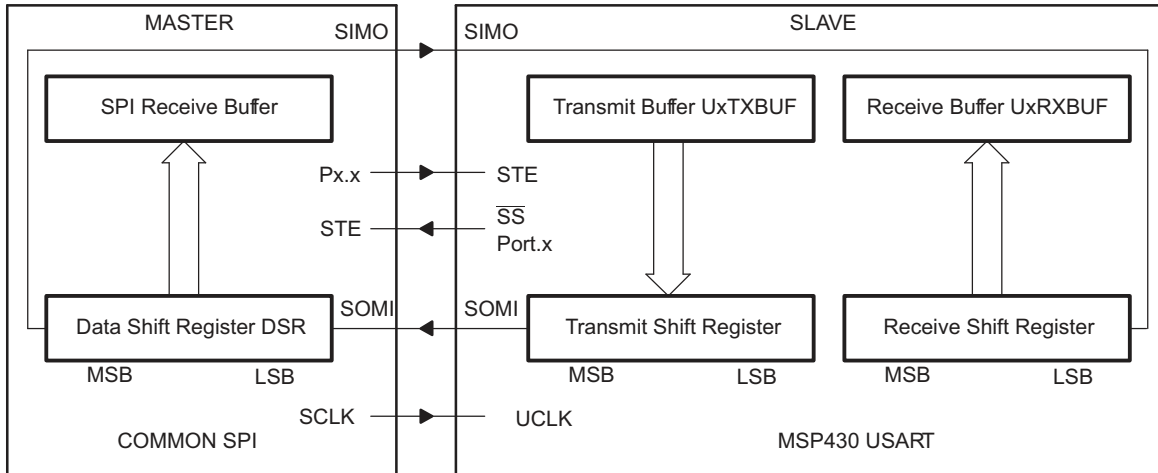 MASTER
SIMO
SPI Receive Buffer
Px.x
STE
SOMI
Data Shift Register DSR
MSB LSB
SCLK
COMMON SPI
SLAVE
SIMO
Transmit Buffer UxTXBUF
Receive Buffer UxRXBUF
STE
SS
Port.x
SOMI
Transmit Shift Register
Receive Shift Register
MSB LSB
MSB LSB
UCLK
MSP430 USART